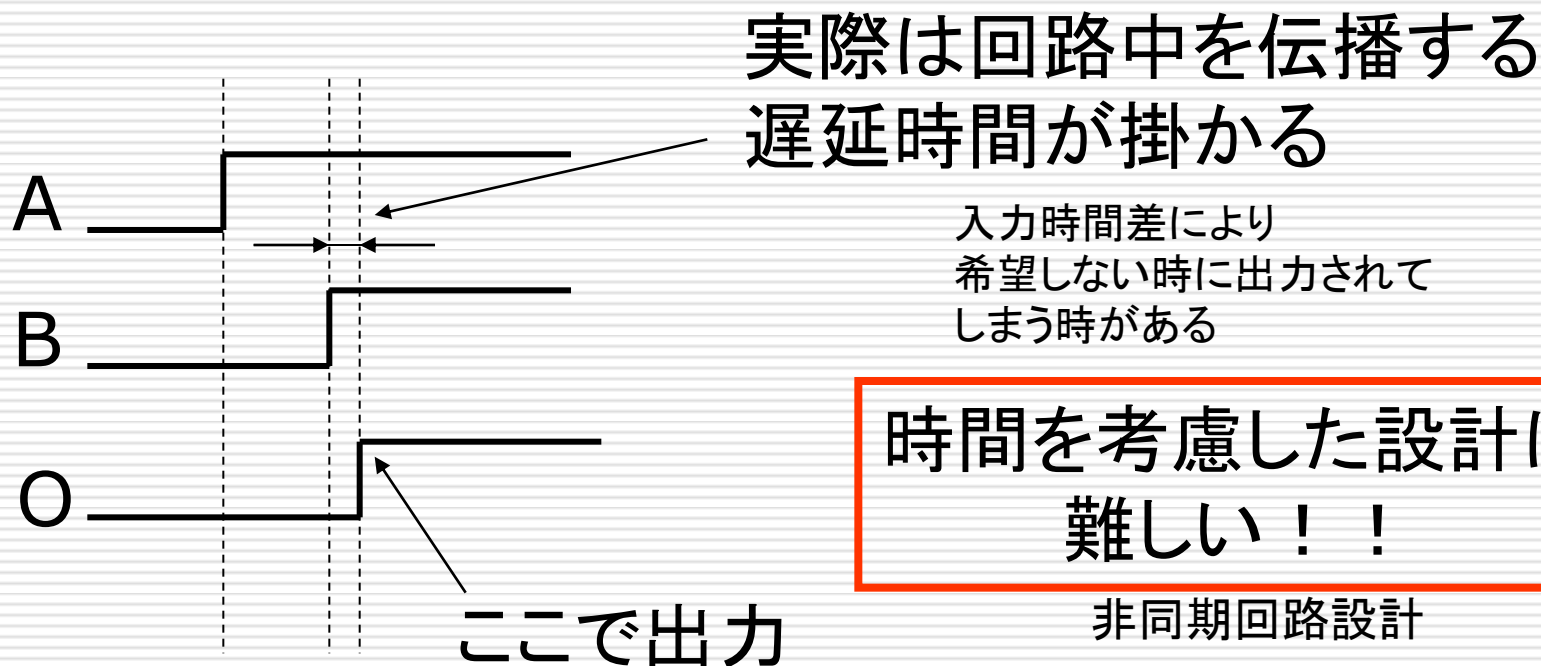 実際は回路中を伝播する
遅延時間が掛かる
A
入力時間差により
希望しない時に出力されて
しまう時がある
B
時間を考慮した設計に
難しい！！
O
非同期回路設計
ここで出力